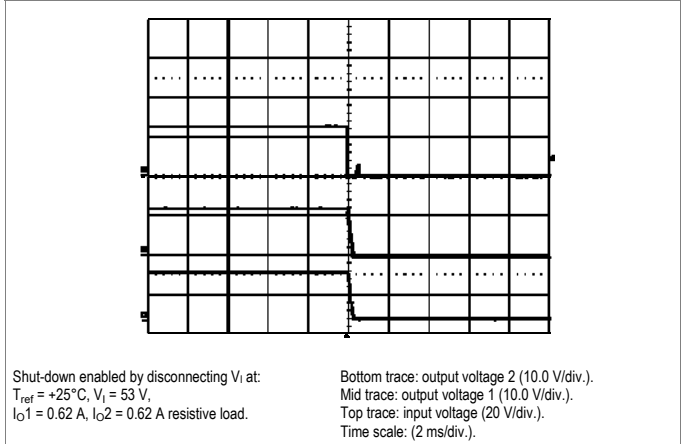 Shut-down enabled by disconnecting VI at:
Tref = +25°C, VI = 53 V,
IO1 = 0.62 A, IO2 = 0.62 A resistive load.
Bottom trace: output voltage 2 (10.0 V/div.).
Mid trace: output voltage 1 (10.0 V/div.).
Top trace: input voltage (20 V/div.).
Time scale: (2 ms/div.).